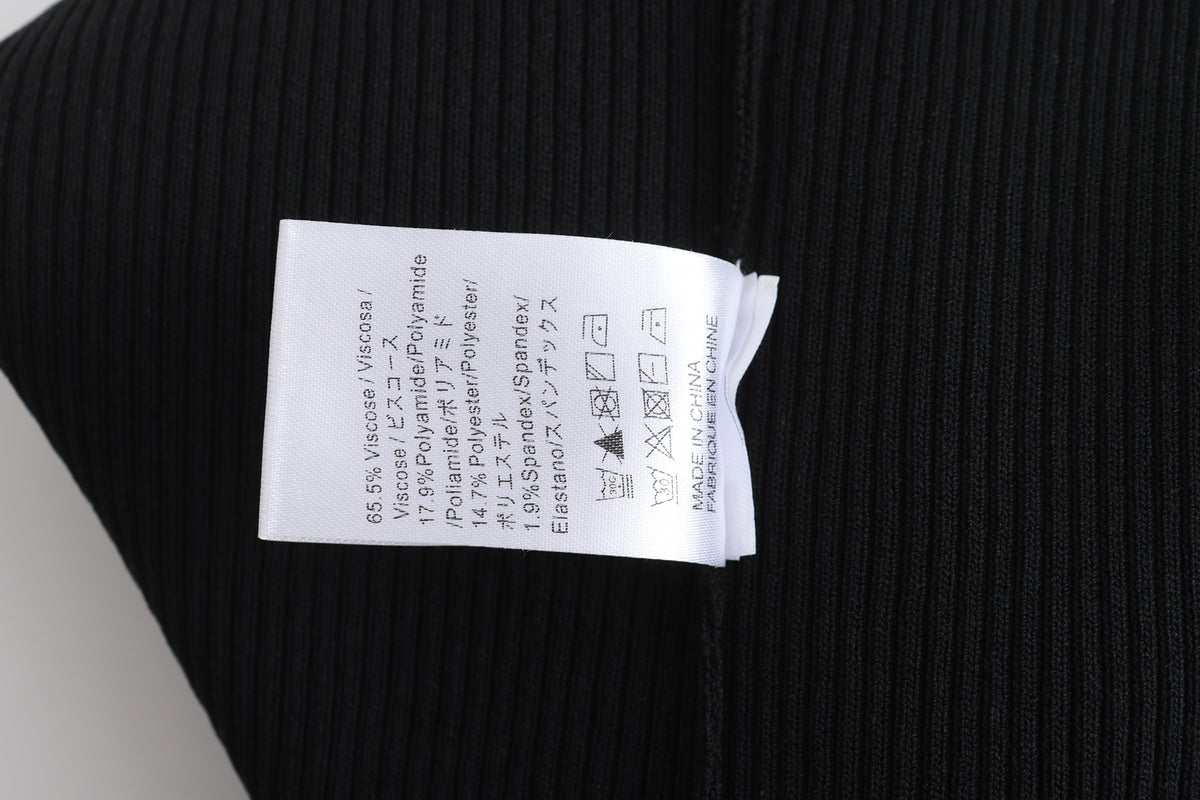 65.5% Viscose / Viscosa /
Viscose / ビスコース
17.9%Polyamide/Polyamide
/Poliamide/ポリアミド
14.7% Polyester/Polyester/
ポリエステル
1.9%Spandex/Spandex/
Elastano/スパンデックス
30C
30
MADE IN CHINA
FABRIQUE EN CHINE